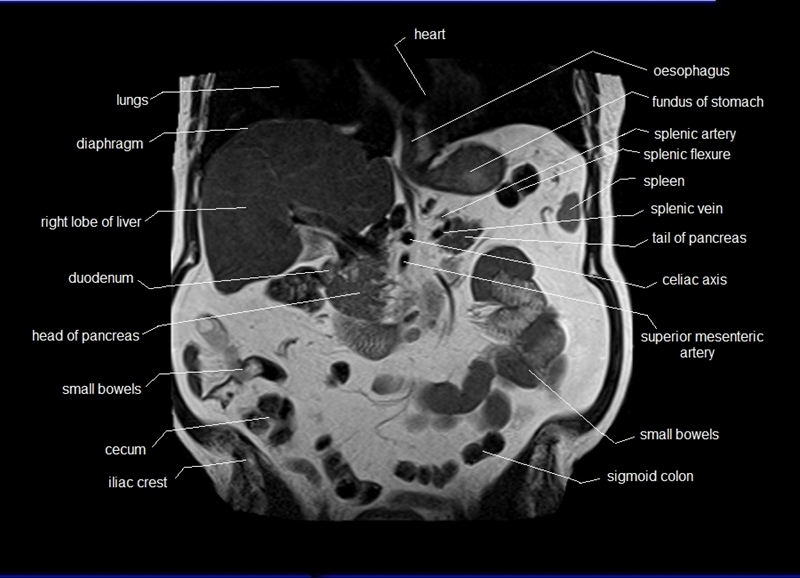 heart
oesophagus
lungs
fundus of stomach
splenic artery
diaphragm
splenic flexure
spleen
splenic vein
right lobe of liver
tail of pancreas
duodenum
celiac axis
head of pancreas
superior mesenteric
artery
small bowels
small bowels
cecum
sigmoid colon
iliac crest